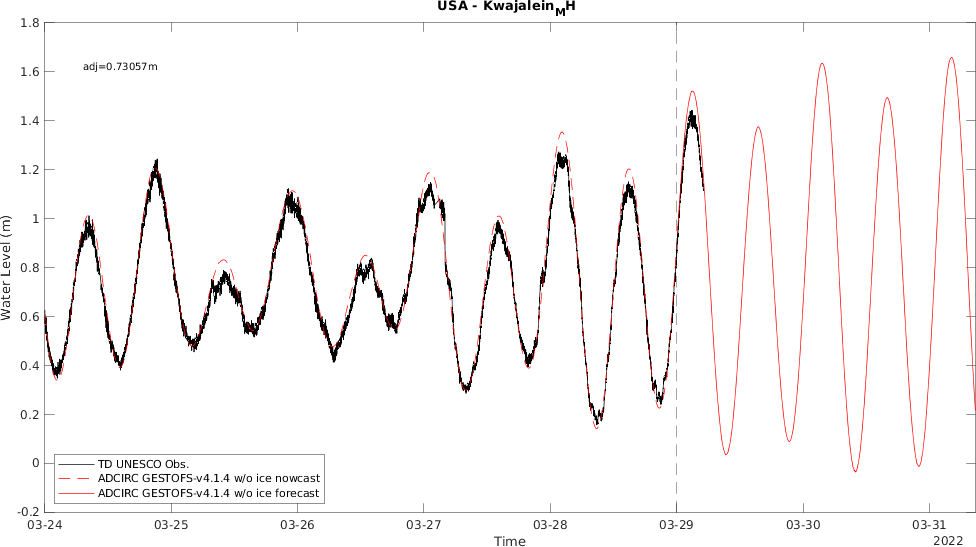 USA - Kwajalein_MH
1.8
adj=0.73057m
1.6
1.4
1.2
1
0.8
0.6
0.4
0.2
0
-0.2
Water Level (m)
TD UNESCO Obs.
ADCIRC GESTOFS-v4.1.4 w/o ice nowcast
ADCIRC GESTOFS-v4.1.4 w/o ice forecast
03-24 03-25 03-26 03-27 03-28 03-29 03-30 03-31
Time
2022